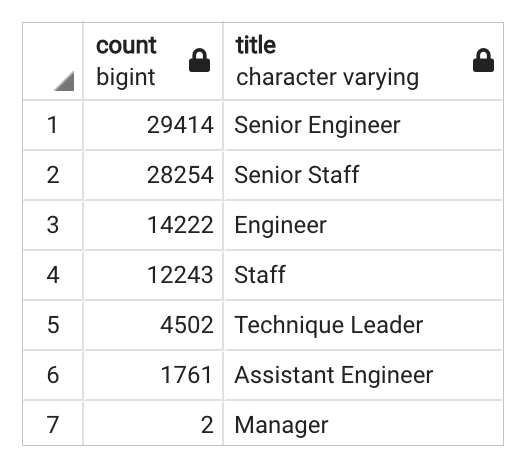 count title
bigint character varying
1 29414 Senior Engineer
2 28254 Senior Staff
3 14222 Engineer
4 12243 Staff
5 4502 Technique Leader
6 1761 Assistant Engineer
7 2 Manager